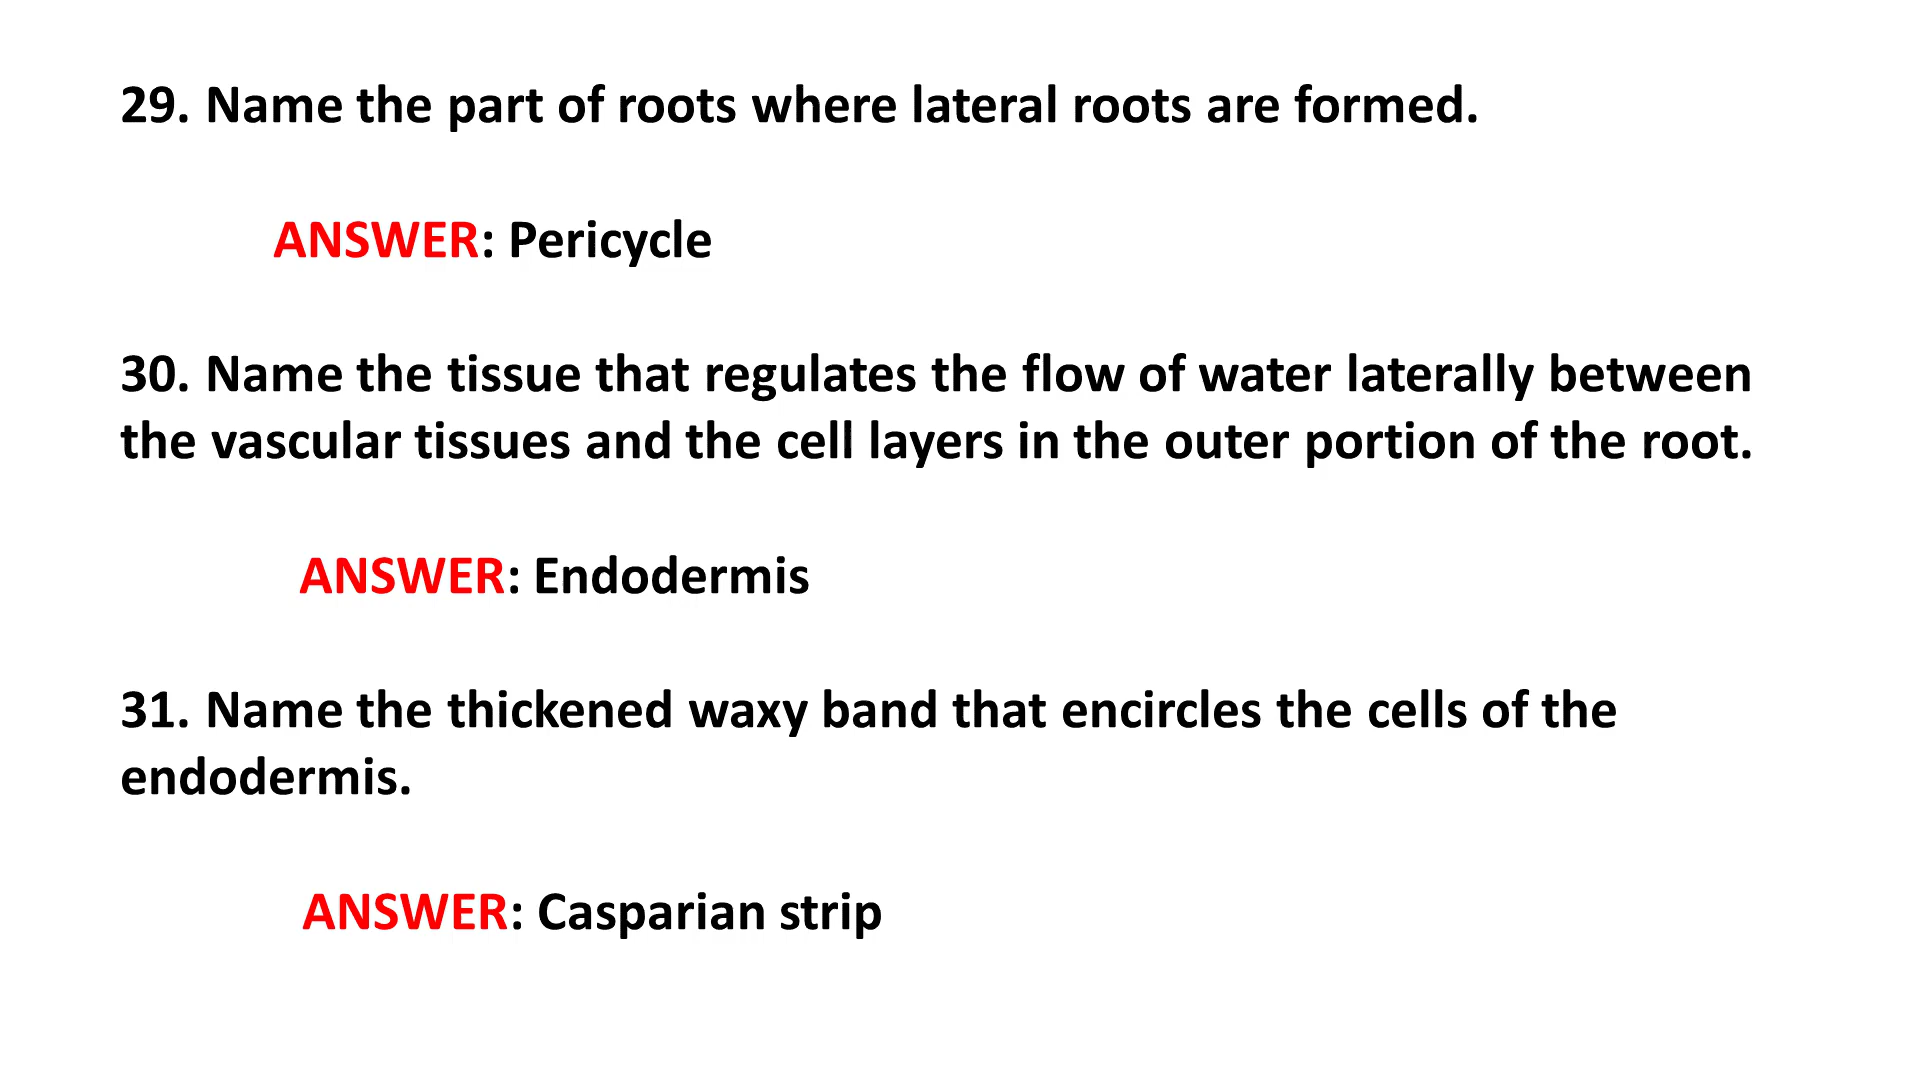 29. Name the part of roots where lateral roots are formed.
ANSWER: Pericycle
30. Name the tissue that regulates the flow of water laterally between
the vascular tissues and the cell layers in the outer portion of the root.
ANSWER: Endodermis
31. Name the thickened waxy band that encircles the cells of the
endodermis.
ANSWER: Casparian strip